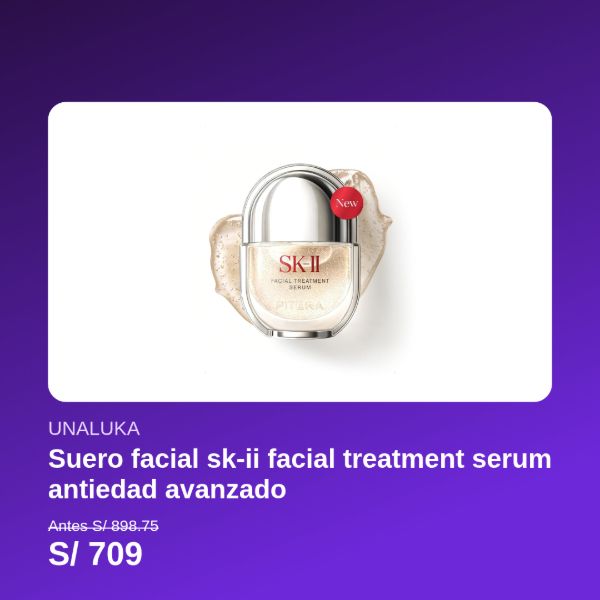 New
SK-II
FACIAL TREATMENT
SERUM
PITERA
UNALUKA
Suero facial sk-ii facial treatment serum
antiedad avanzado
Antes S/ 898.75
S/ 709